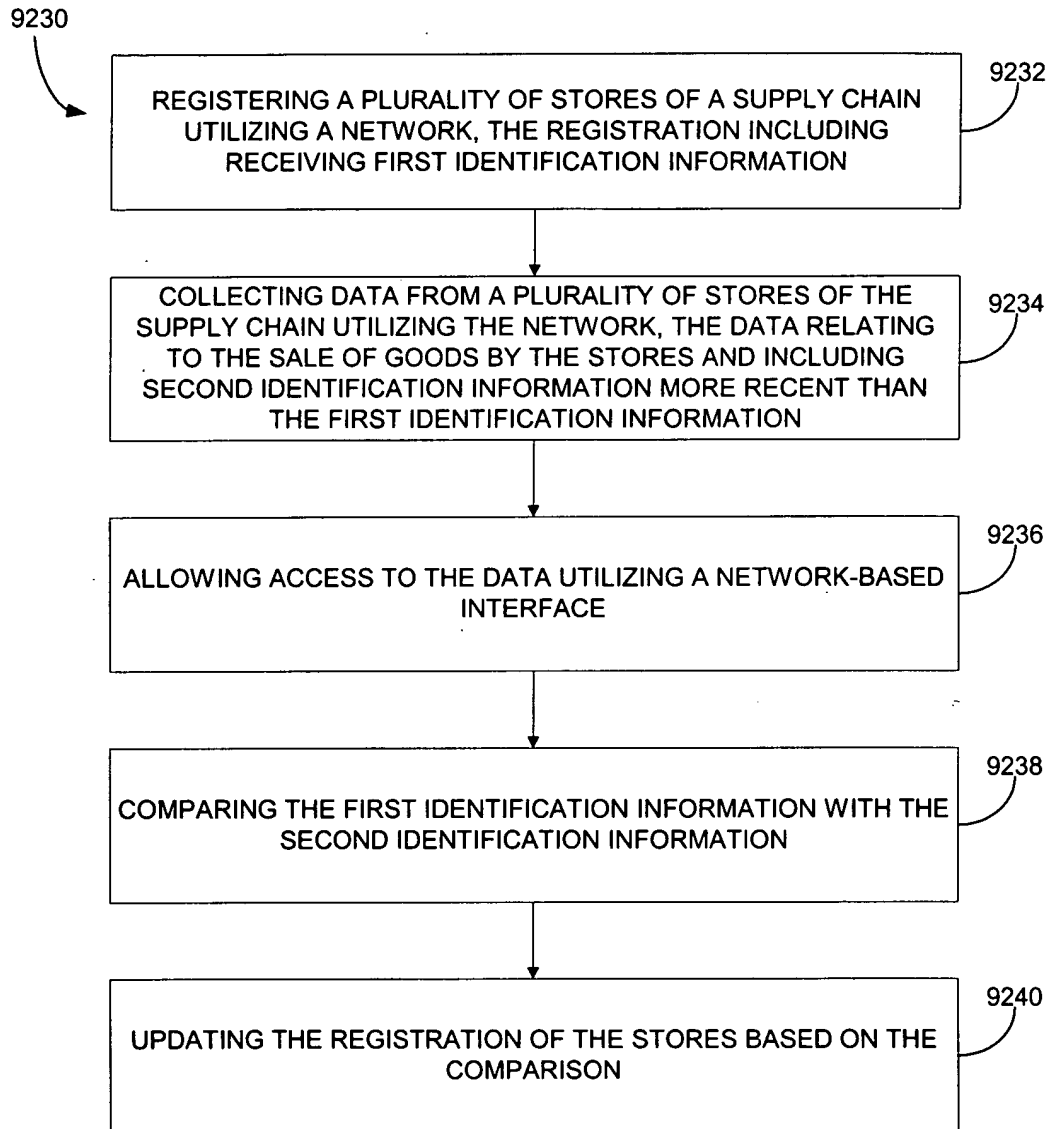 9230
9232
REGISTERING A PLURALITY OF STORES OF A SUPPLY CHAIN
UTILIZING A NETWORK, THE REGISTRATION INCLUDING
RECEIVING FIRST IDENTIFICATION INFORMATION
9234
COLLECTING DATA FROM A PLURALITY OF STORES OF THE
SUPPLY CHAIN UTILIZING THE NETWORK, THE DATA RELATING
TO THE SALE OF GOODS BY THE STORES AND INCLUDING
SECOND IDENTIFICATION INFORMATION MORE RECENT THAN
THE FIRST IDENTIFICATION INFORMATION
9236
ALLOWING ACCESS TO THE DATA UTILIZING A NETWORK-BASED
INTERFACE
9238
COMPARING THE FIRST IDENTIFICATION INFORMATION WITH THE
SECOND IDENTIFICATION INFORMATION
9240
UPDATING THE REGISTRATION OF THE STORES BASED ON THE
COMPARISON